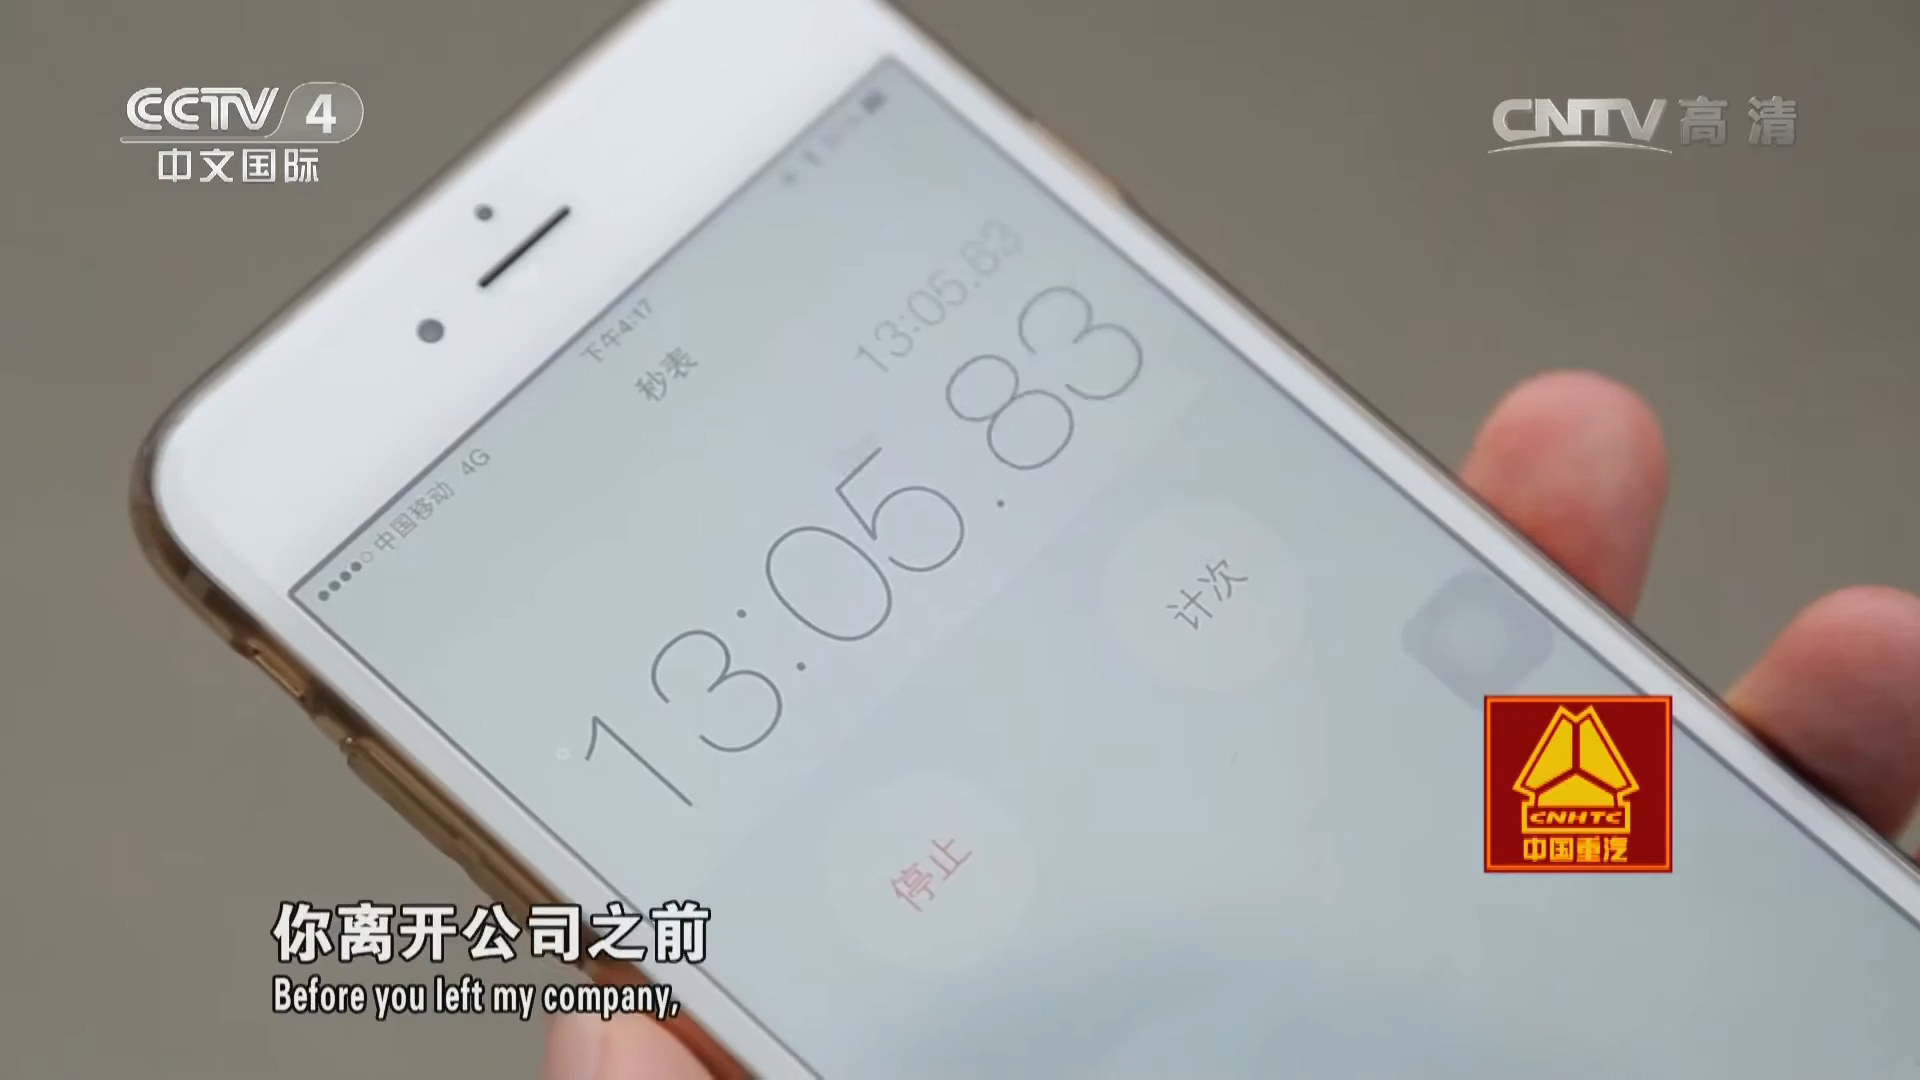 CCTV 4
中文国际
CNTV 高清
中国移动 4G
下午4:17
秒表
13:05.63
13:05.83
计次
停止
CNHTC
中国重汽
你离开公司之前
Before you left my company,